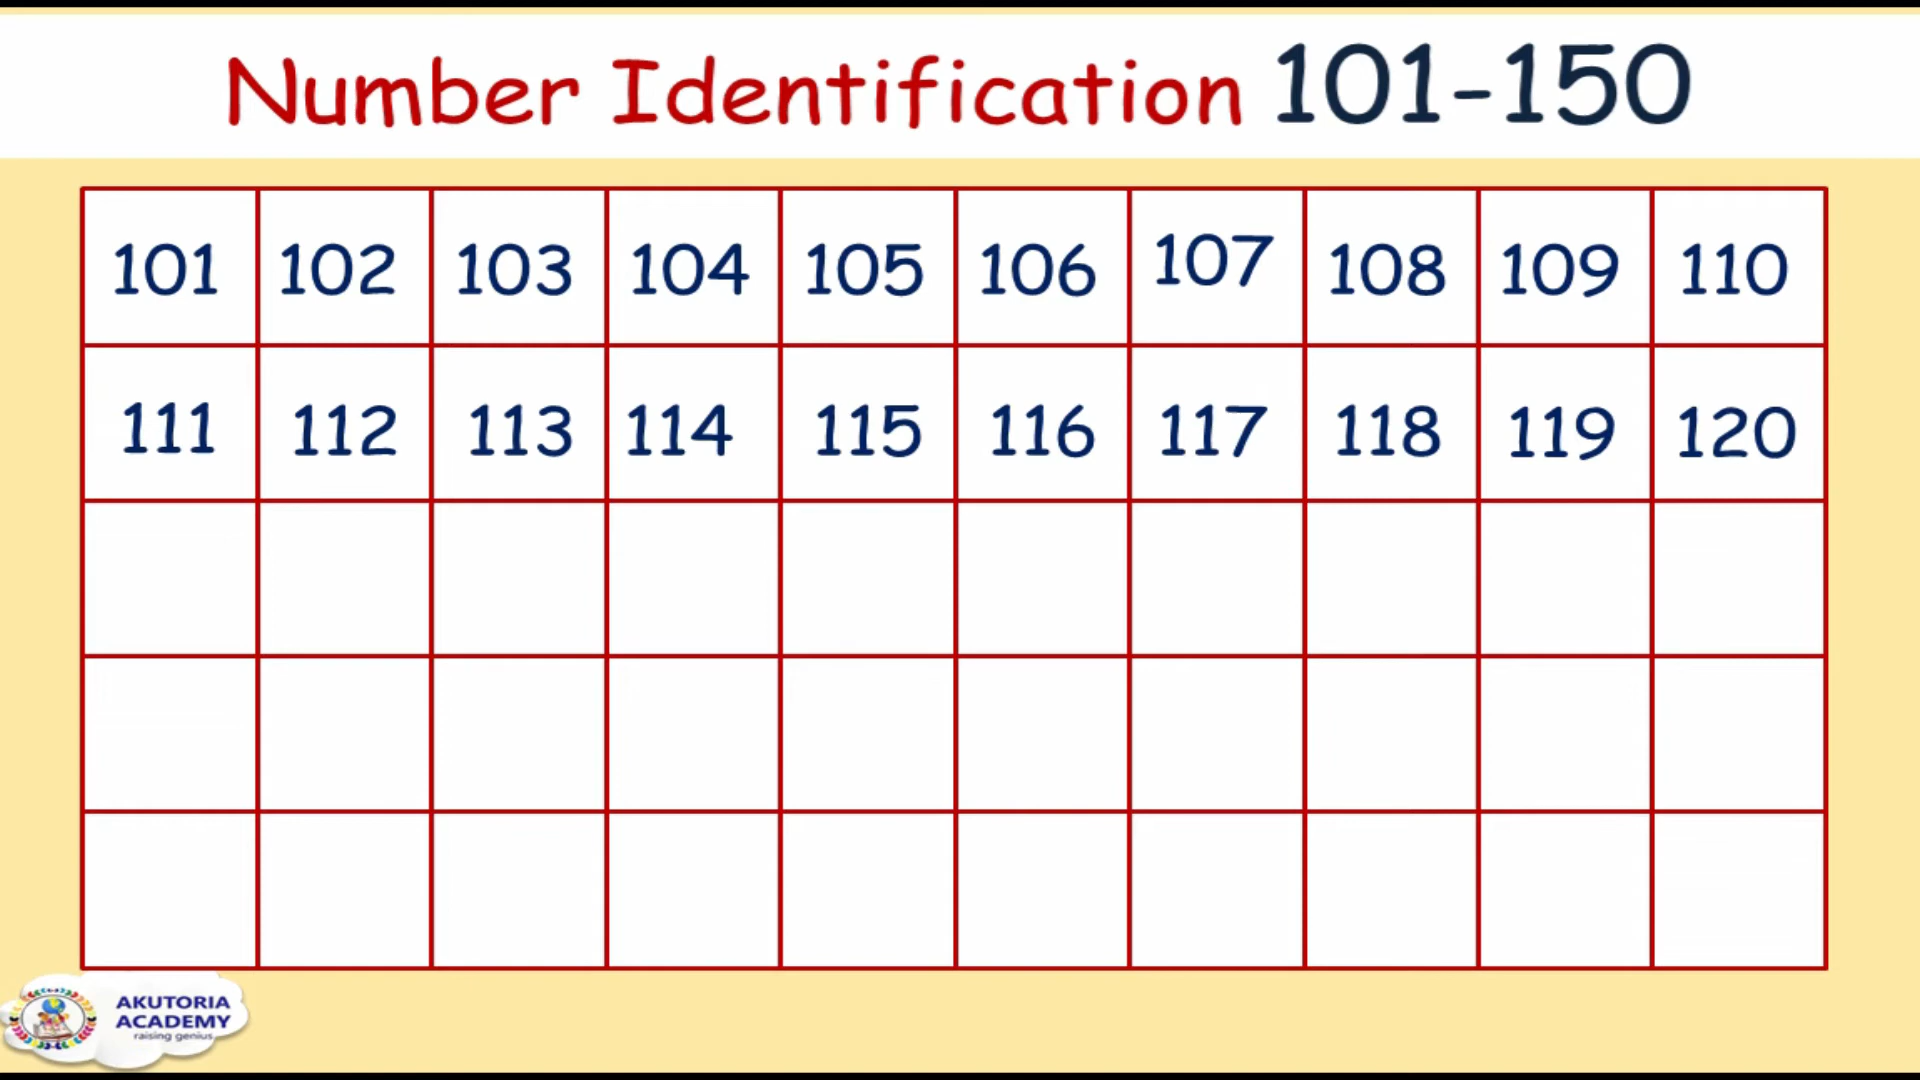 Number Identification 101-150
101 102 103 104 105 106 107 108 109 110
111 112 113 114 115 116 117 118 119 120
AKUTORIA
ACADEMY
raising genius